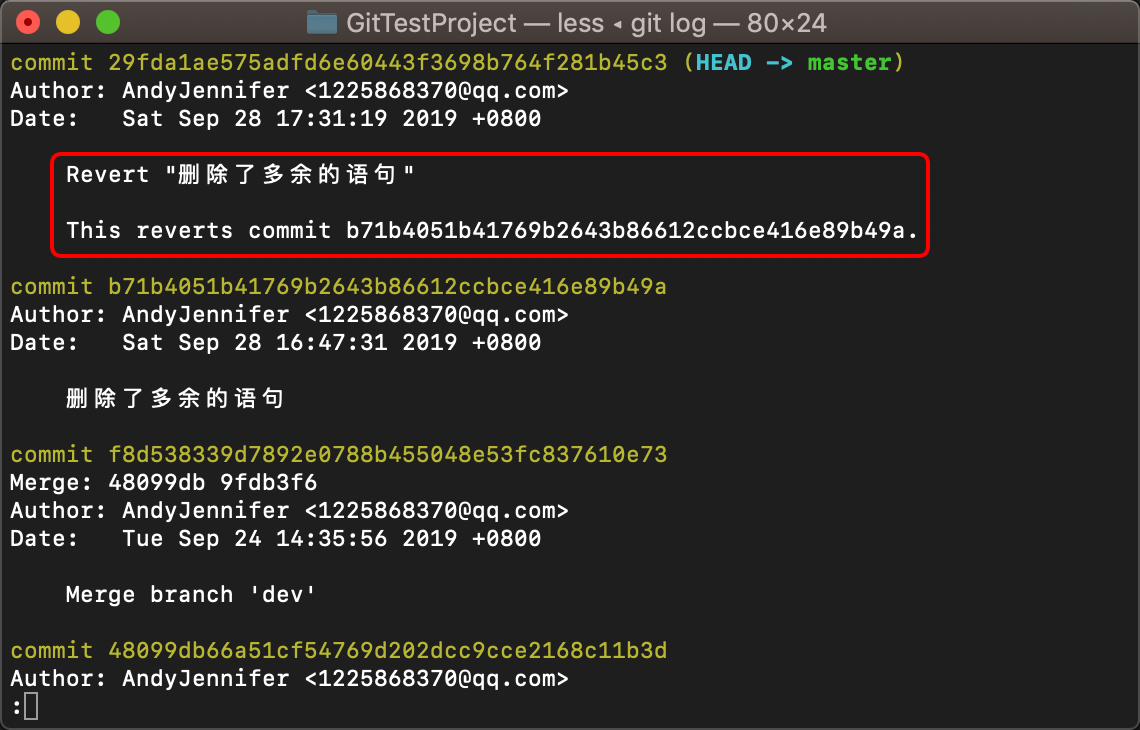 GitTestProject — less ◂ git log — 80×24
commit 29fda1ae575adfd6e60443f3698b764f281b45c3 (HEAD -> master)
Author: AndyJennifer <1225868370@qq.com>
Date:   Sat Sep 28 17:31:19 2019 +0800
Revert "删除了多余的语句"
This reverts commit b71b4051b41769b2643b86612ccbce416e89b49a.
commit b71b4051b41769b2643b86612ccbce416e89b49a
Author: AndyJennifer <1225868370@qq.com>
Date:   Sat Sep 28 16:47:31 2019 +0800
删除了多余的语句
commit f8d538339d7892e0788b455048e53fc837610e73
Merge: 48099db 9fdb3f6
Author: AndyJennifer <1225868370@qq.com>
Date:   Tue Sep 24 14:35:56 2019 +0800
Merge branch 'dev'
commit 48099db66a51cf54769d202dcc9cce2168c11b3d
Author: AndyJennifer <1225868370@qq.com>
: